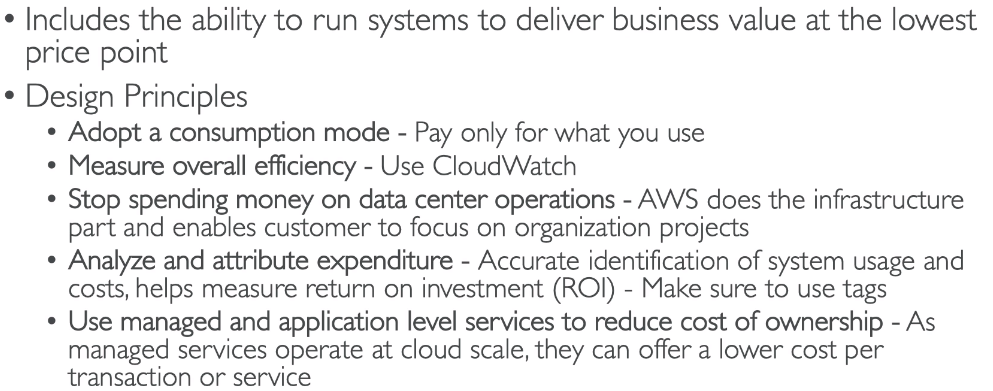 • Includes the ability to run systems to deliver business value at the lowest
price point
• Design Principles
• Adopt a consumption mode - Pay only for what you use
• Measure overall efficiency - Use CloudWatch
• Stop spending money on data center operations - AWS does the infrastructure
part and enables customer to focus on organization projects
• Analyze and attribute expenditure - Accurate identification of system usage and
costs, helps measure return on investment (ROI) - Make sure to use tags
• Use managed and application level services to reduce cost of ownership - As
managed services operate at cloud scale, they can offer a lower cost per
transaction or service